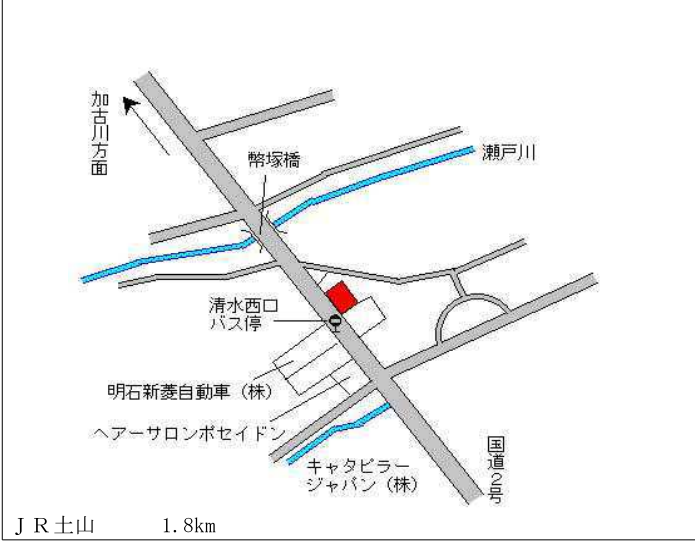 加古川方面
幣塚橋
瀬戸川
清水西口
バス停
明石新菱自動車（株）
ヘアーサロンポセイドン
キャタピラー
ジャパン（株）
国道2号
ＪＲ土山 1.8km